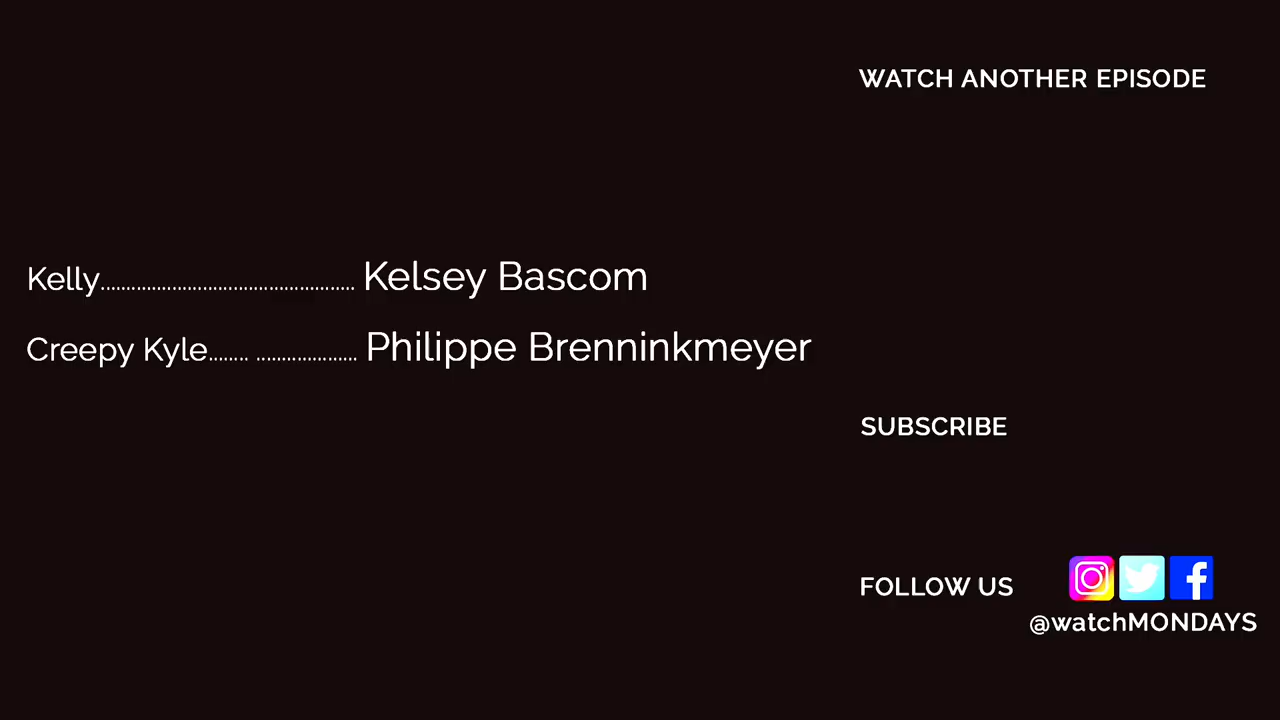 WATCH ANOTHER EPISODE
Kelly.................................................. Kelsey Bascom
Creepy Kyle........ .................... Philippe Brenninkmeyer
SUBSCRIBE
FOLLOW US
@watchMONDAYS